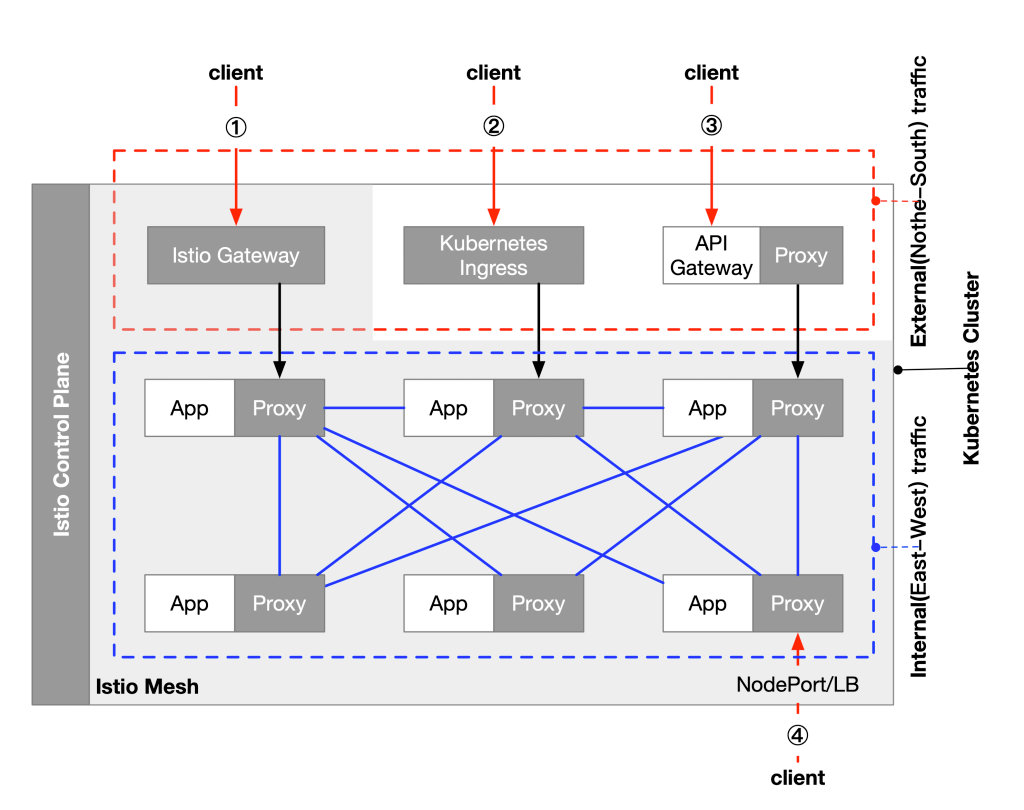 client
client
client
①
②
③
Istio Gateway
Kubernetes
Ingress
API
Gateway
Proxy
External(Nothe-South) traffic
Kubernetes Cluster
Istio Control Plane
App
Proxy
App
Proxy
App
Proxy
Internal(East-West) traffic
App
Proxy
App
Proxy
App
Proxy
Istio Mesh
NodePort/LB
④
client